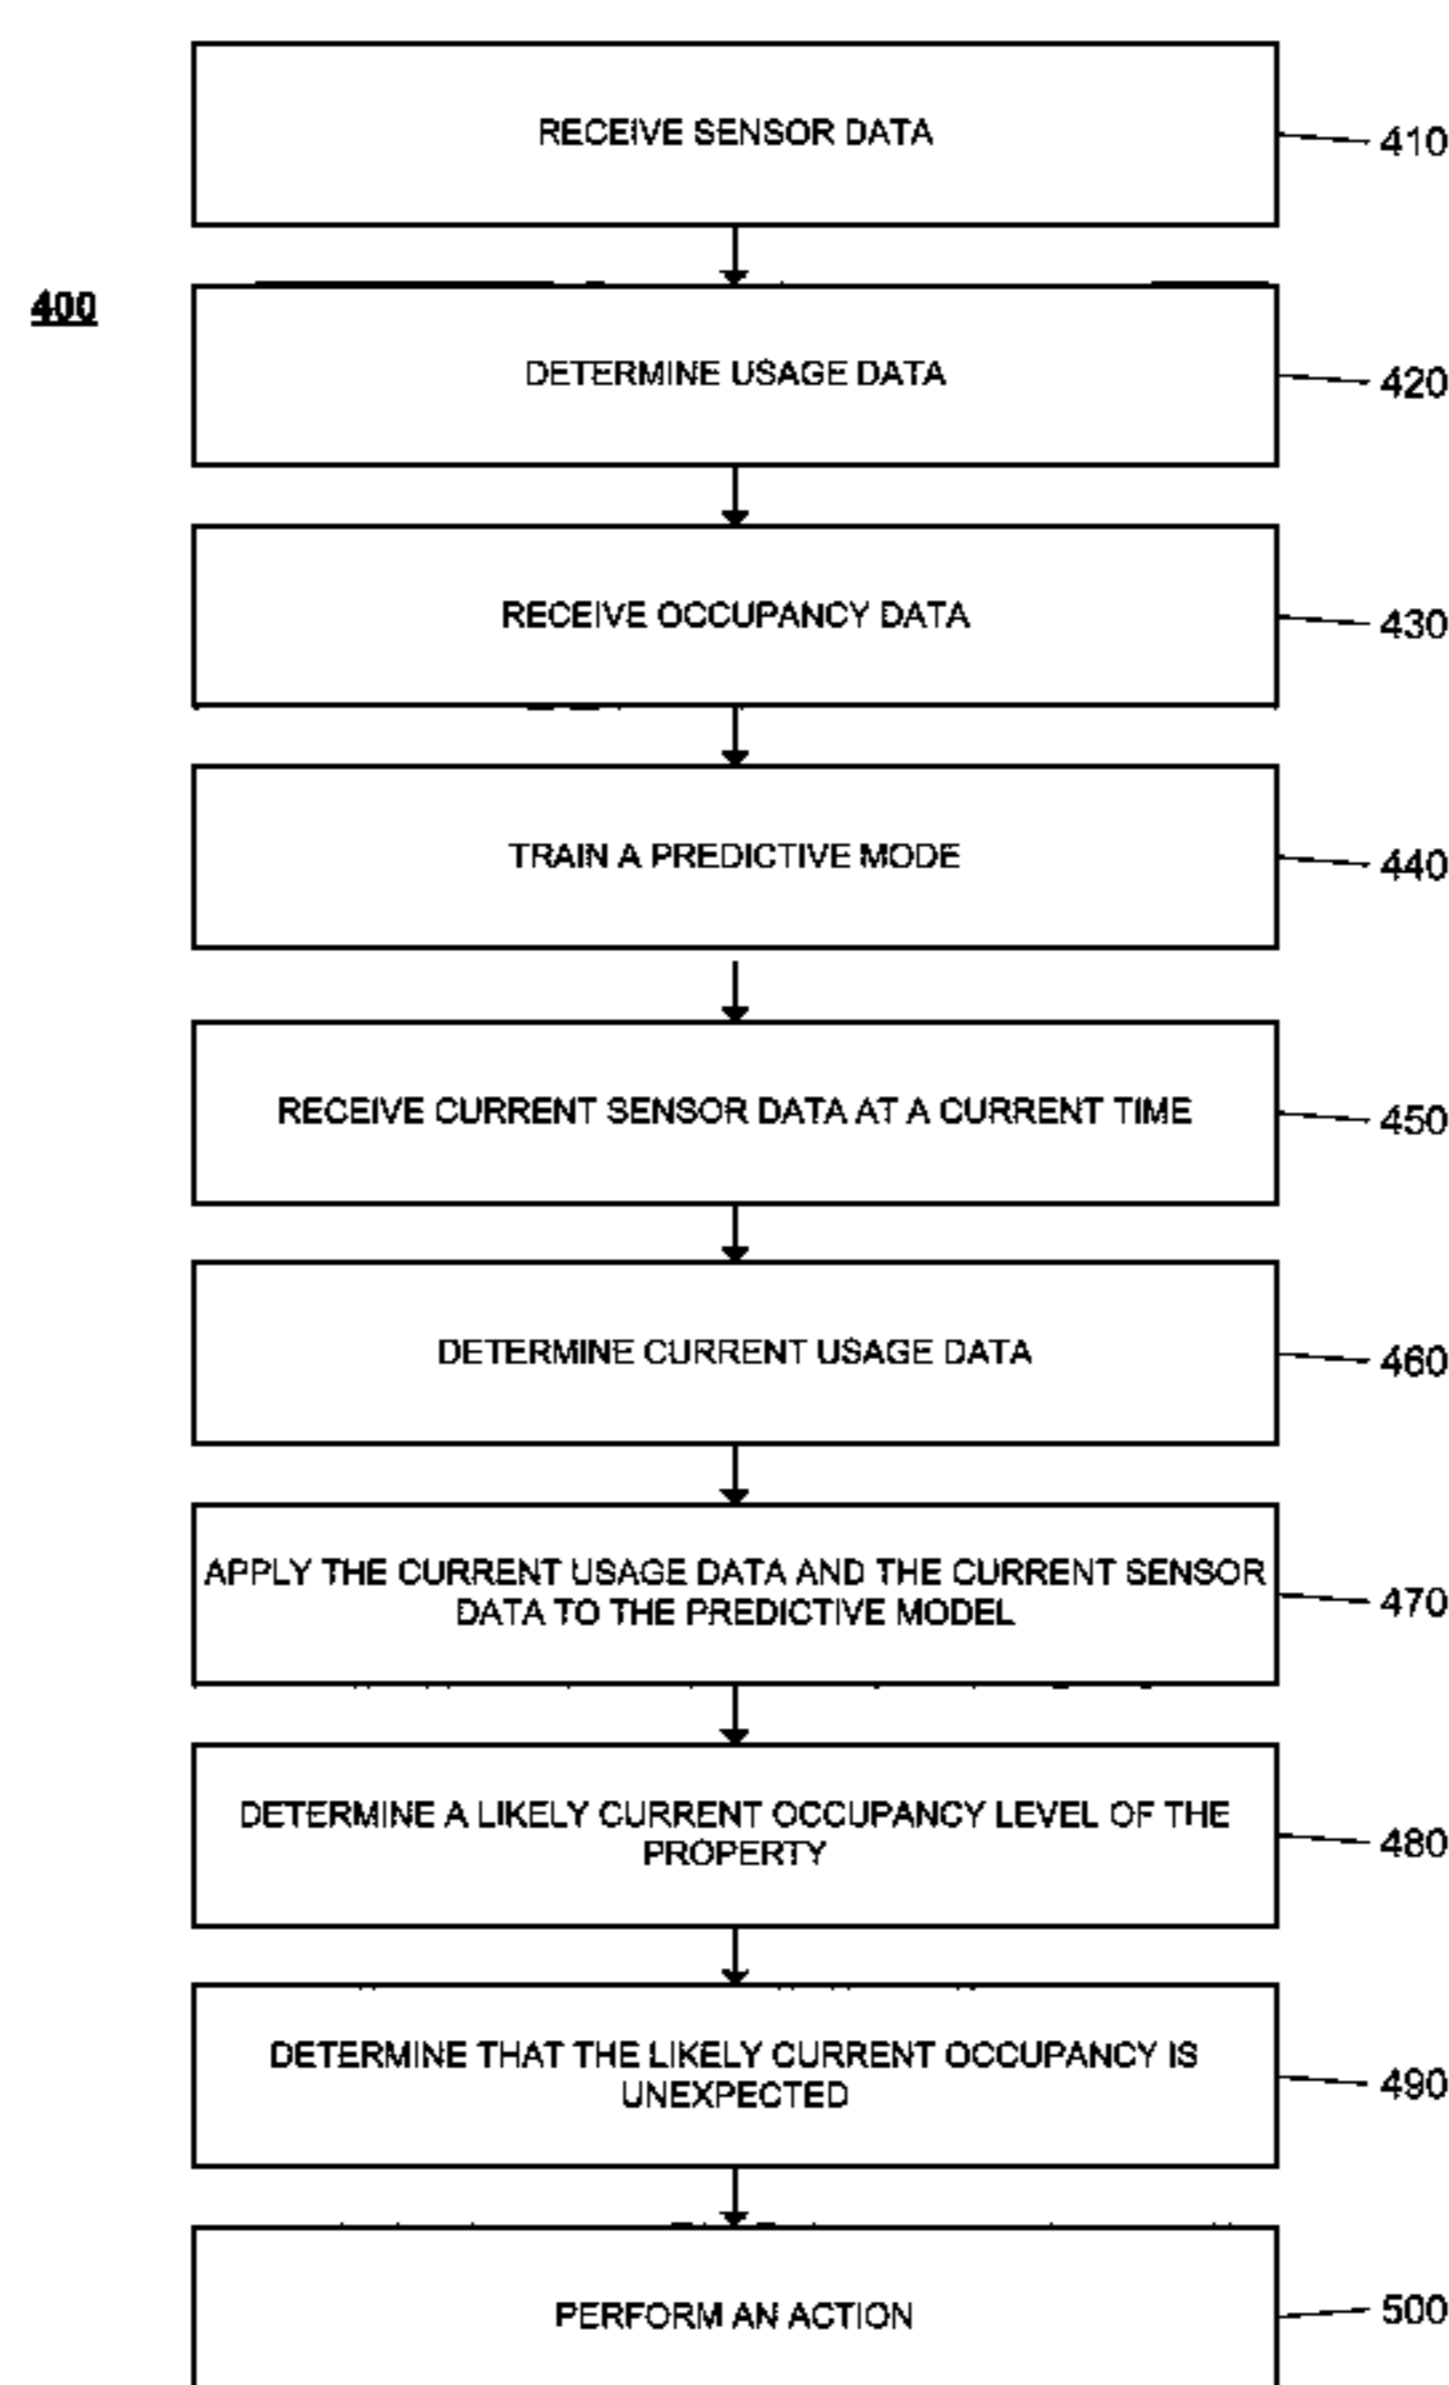 RECEIVE SENSOR DATA
410
400
DETERMINE USAGE DATA
420
RECEIVE OCCUPANCY DATA
430
TRAIN A PREDICTIVE MODE
440
RECEIVE CURRENT SENSOR DATA AT A CURRENT TIME
450
DETERMINE CURRENT USAGE DATA
460
APPLY THE CURRENT USAGE DATA AND THE CURRENT SENSOR
DATA TO THE PREDICTIVE MODEL
470
DETERMINE A LIKELY CURRENT OCCUPANCY LEVEL OF THE
PROPERTY
480
DETERMINE THAT THE LIKELY CURRENT OCCUPANCY IS
UNEXPECTED
490
PERFORM AN ACTION
500